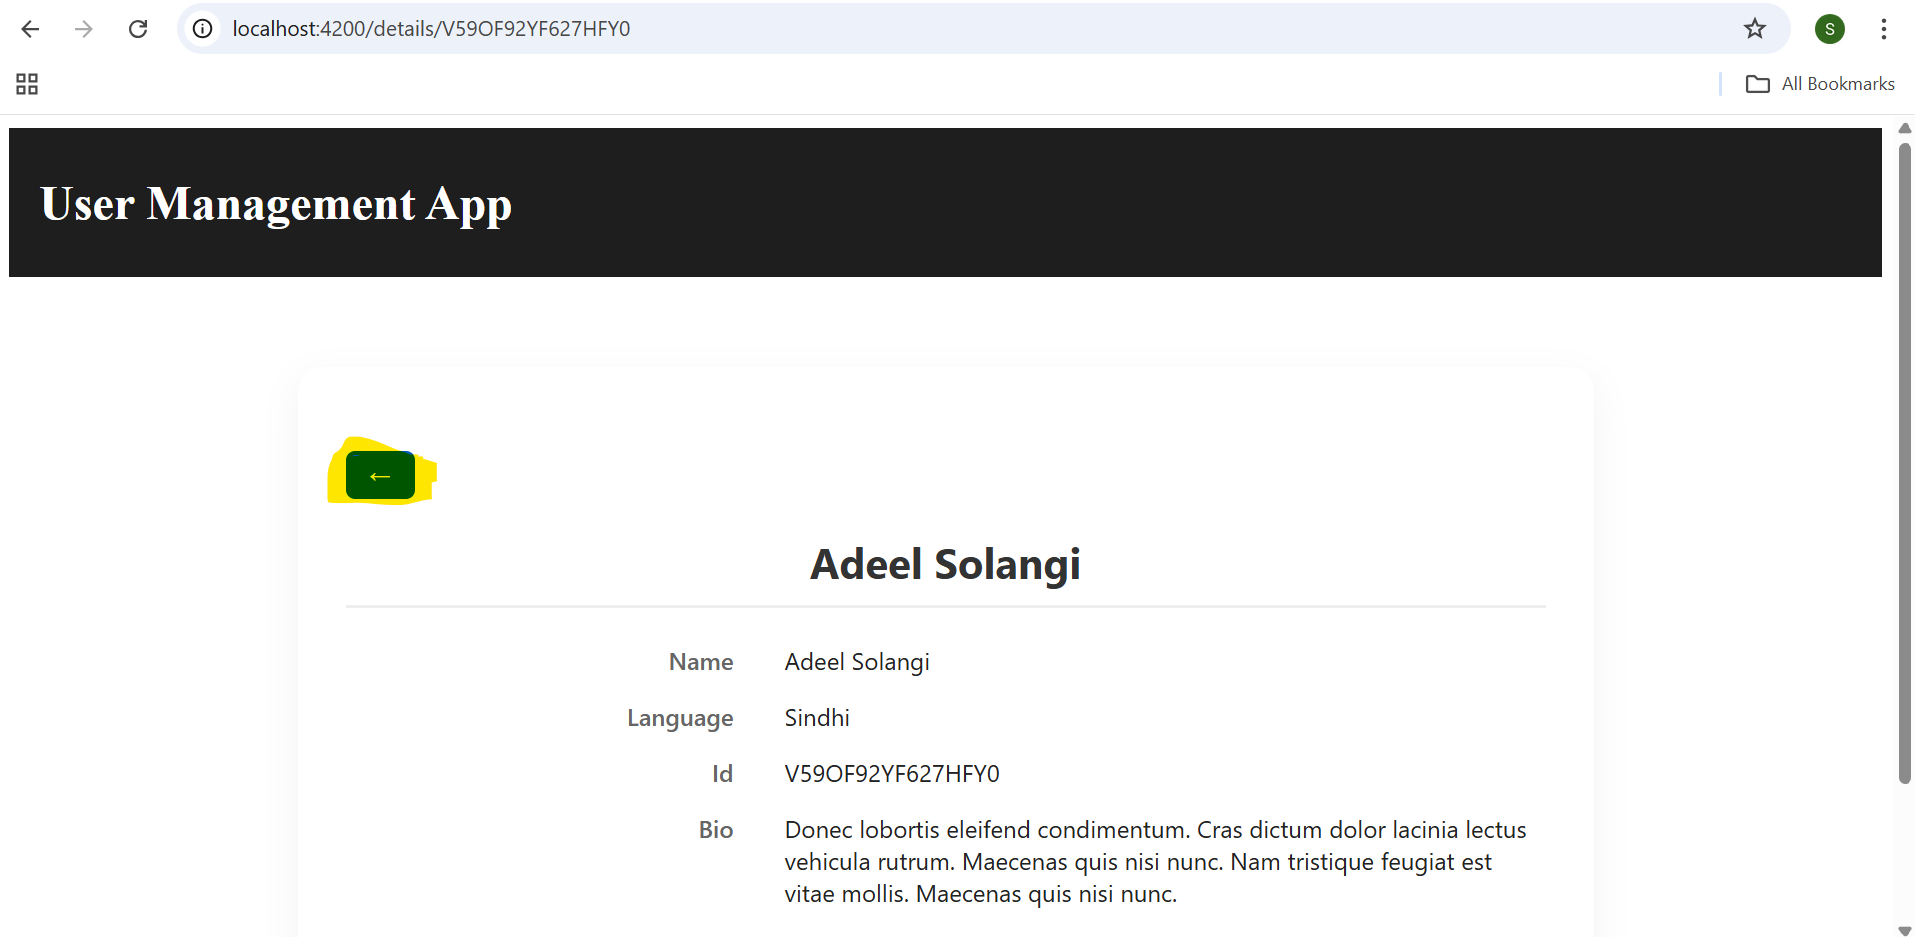 localhost:4200/details/V59OF92YF627HFY0
S
All Bookmarks
User Management App
←
Adeel Solangi
Name Adeel Solangi
Language Sindhi
Id V59OF92YF627HFY0
Bio Donec lobortis eleifend condimentum. Cras dictum dolor lacinia lectus
vehicula rutrum. Maecenas quis nisi nunc. Nam tristique feugiat est
vitae mollis. Maecenas quis nisi nunc.